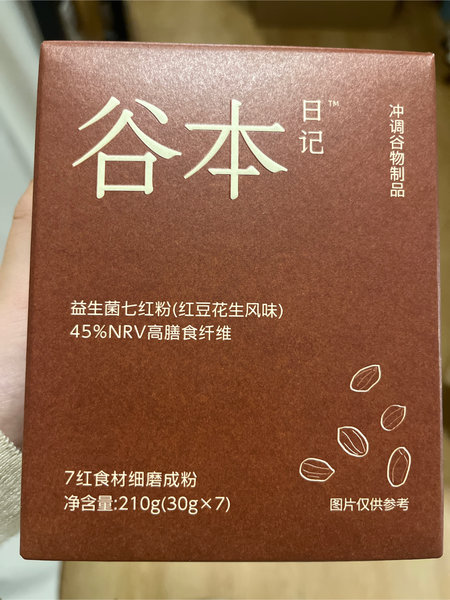 谷本
日记™
冲调谷物制品
益生菌七红粉(红豆花生风味)
45%NRV高膳食纤维
7红食材细磨成粉
净含量:210g(30g×7)
图片仅供参考